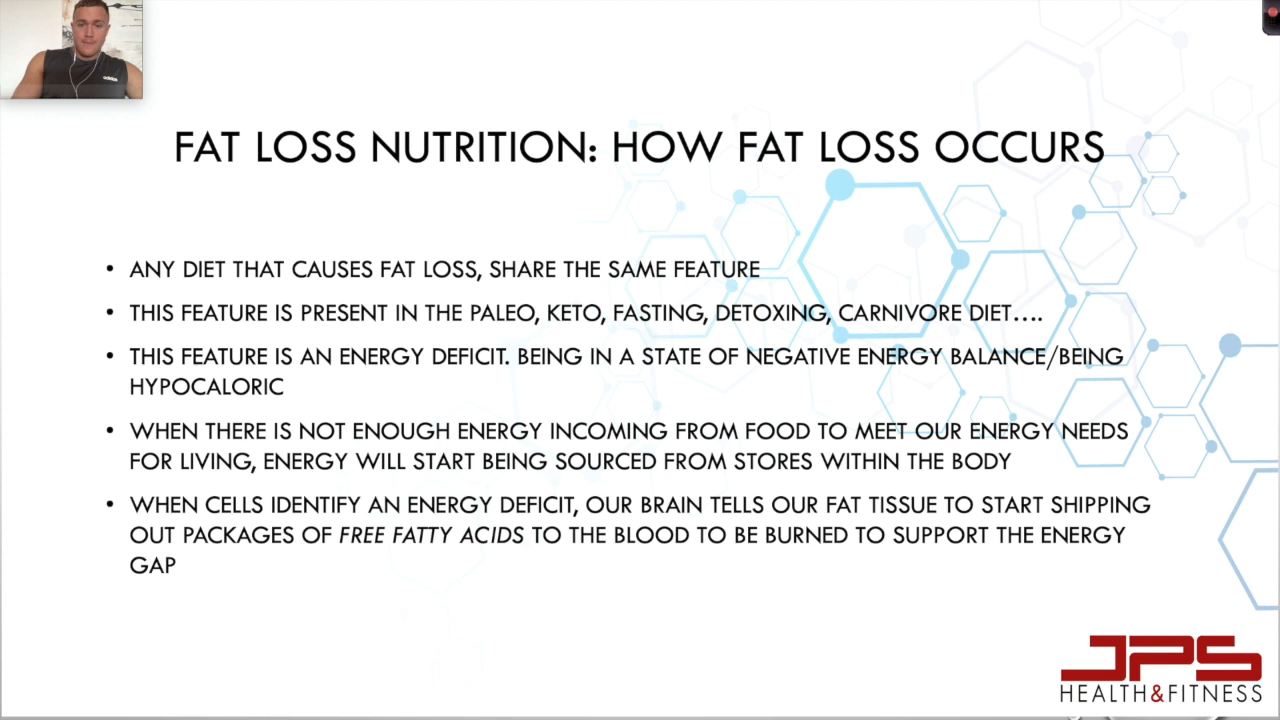 FAT LOSS NUTRITION: HOW FAT LOSS OCCURS
• ANY DIET THAT CAUSES FAT LOSS, SHARE THE SAME FEATURE
• THIS FEATURE IS PRESENT IN THE PALEO, KETO, FASTING, DETOXING, CARNIVORE DIET....
• THIS FEATURE IS AN ENERGY DEFICIT. BEING IN A STATE OF NEGATIVE ENERGY BALANCE/BEING
HYPOCALORIC
• WHEN THERE IS NOT ENOUGH ENERGY INCOMING FROM FOOD TO MEET OUR ENERGY NEEDS
FOR LIVING, ENERGY WILL START BEING SOURCED FROM STORES WITHIN THE BODY
• WHEN CELLS IDENTIFY AN ENERGY DEFICIT, OUR BRAIN TELLS OUR FAT TISSUE TO START SHIPPING
OUT PACKAGES OF FREE FATTY ACIDS TO THE BLOOD TO BE BURNED TO SUPPORT THE ENERGY
GAP
adidas
JPS
HEALTH&FITNESS